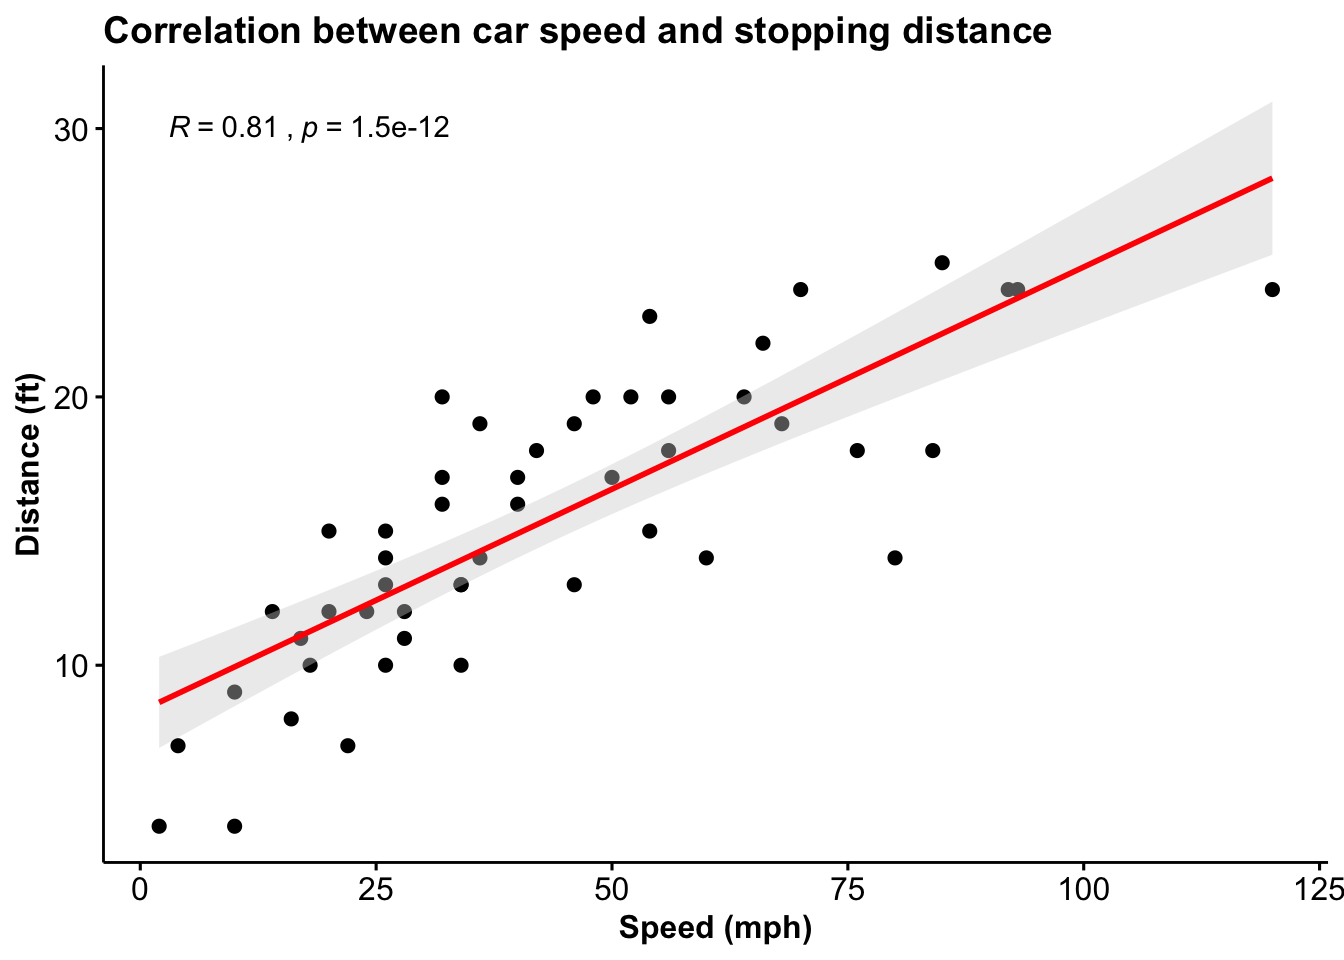 Correlation between car speed and stopping distance
R = 0.81 , p = 1.5e-12
30
20
10
Distance (ft)
0 25 50 75 100 125
Speed (mph)